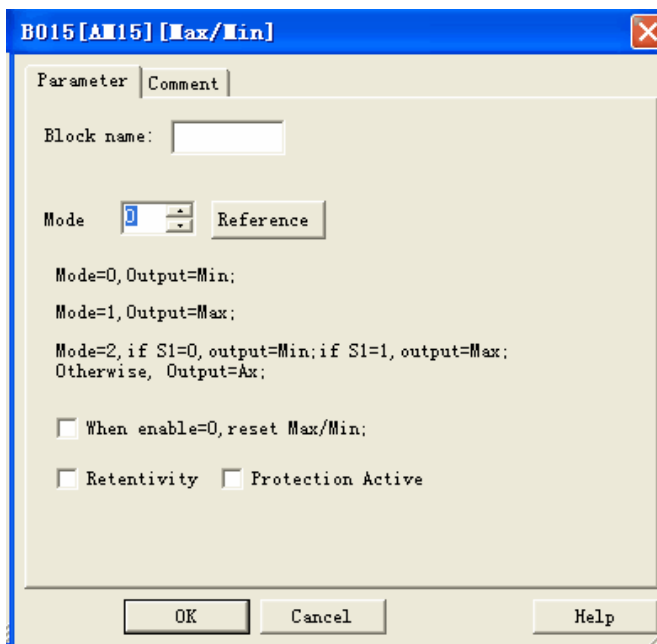 B015[AM15][Max/Min]
Parameter Comment
Block name:
Mode 0 Reference
Mode=0,Output=Min;
Mode=1,Output=Max;
Mode=2,if S1=0,output=Min;if S1=1,output=Max;
Otherwise, Output=Ax;
When enable=0,reset Max/Min;
Retentivity Protection Active
OK Cancel Help